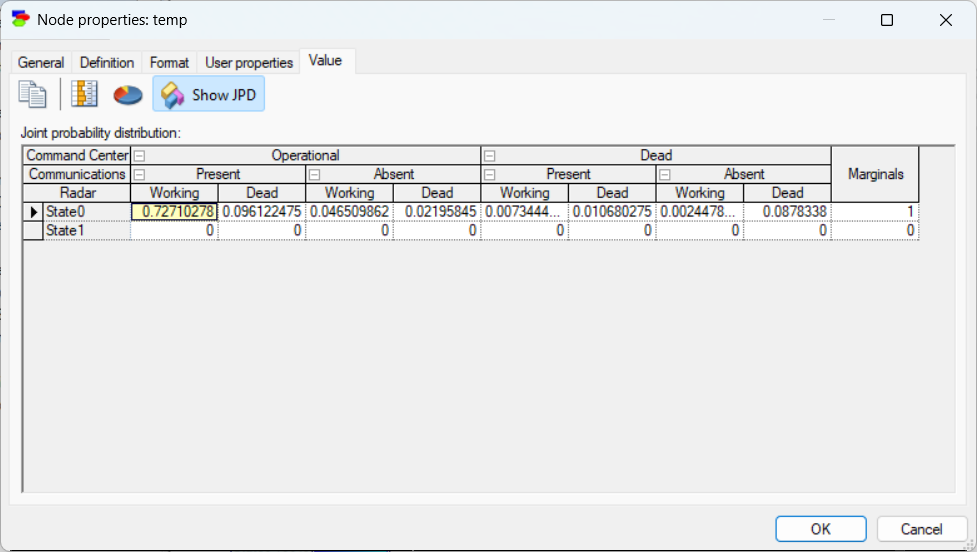 Node properties: temp
General Definition Format User properties Value
Show JPD
Joint probability distribution:
Command Center Operational Dead Marginals
Communications Present Absent Present Absent
Radar Working Dead Working Dead Working Dead Working Dead
State0 0.72710278 0.096122475 0.046509862 0.02195845 0.0073444... 0.010680275 0.0024478... 0.0878338 1
State1 0 0 0 0 0 0 0 0 0
OK Cancel